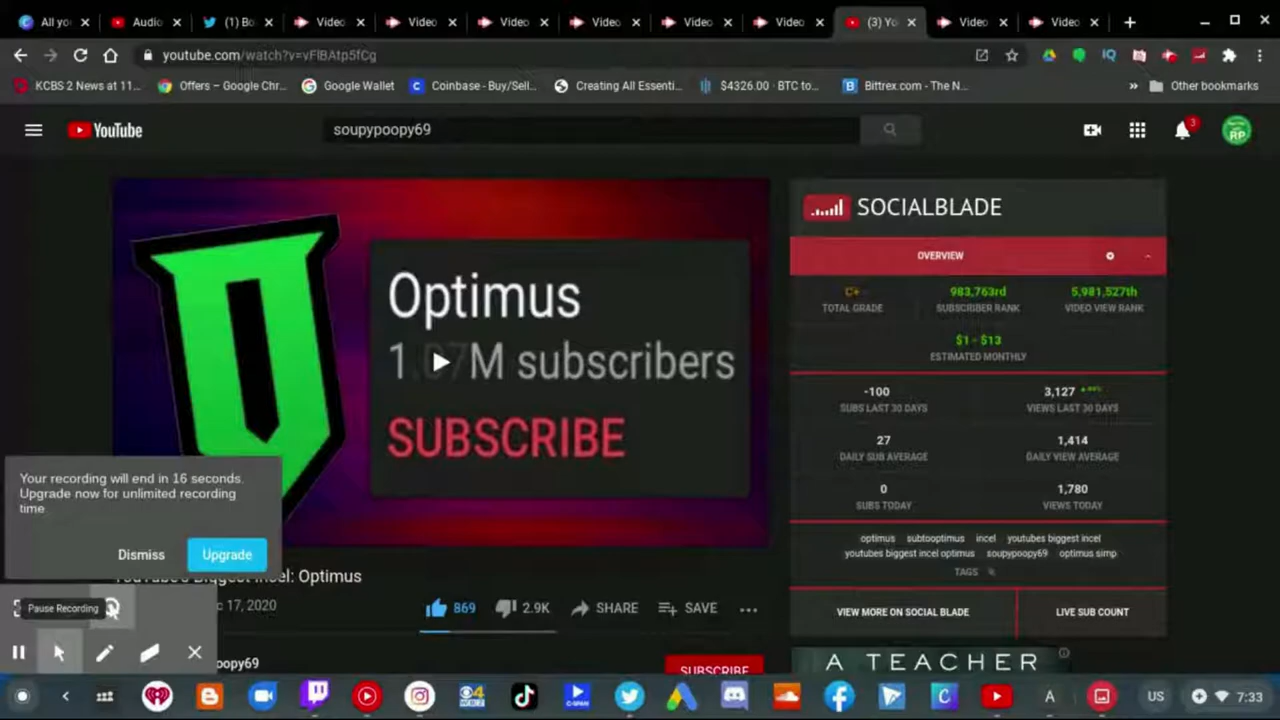 All yo
Audio
(1) Bo
Video
Video
Video
Video
Video
Video
(3) Yo
Video
Video
youtube.com/watch?v=vFlBAtp5fCg
KCBS 2 News at 11...
Offers – Google Chr...
Google Wallet
Coinbase - Buy/Sell...
Creating All Essenti...
$4326.00 · BTC to...
Bittrex.com - The N...
» Other bookmarks
YouTube
soupypoopy69
3
RP
Optimus
1.07M subscribers
SUBSCRIBE
SOCIALBLADE
OVERVIEW
C+ 983,763rd 5,981,527th
TOTAL GRADE SUBSCRIBER RANK VIDEO VIEW RANK
$1 - $13
ESTIMATED MONTHLY
-100 3,127
SUBS LAST 30 DAYS VIEWS LAST 30 DAYS
27 1,414
DAILY SUB AVERAGE DAILY VIEW AVERAGE
0 1,780
SUBS TODAY VIEWS TODAY
optimus subtooptimus incel youtubes biggest incel
youtubes biggest incel optimus soupypoopy69 optimus simp
TAGS
VIEW MORE ON SOCIAL BLADE
LIVE SUB COUNT
Your recording will end in 16 seconds.
Upgrade now for unlimited recording
time
Dismiss Upgrade
YouTube's Biggest Incel: Optimus
Pause Recording
c 17, 2020
869 2.9K SHARE SAVE
oopy69
SUBSCRIBE
A TEACHER
US
7:33